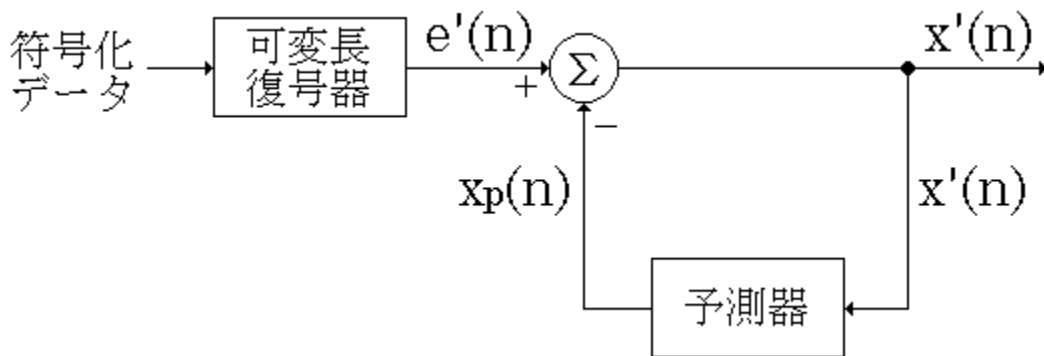 符号化
データ
可変長
復号器
e'(n)
+
Σ
−
x'(n)
xp(n)
x'(n)
予測器